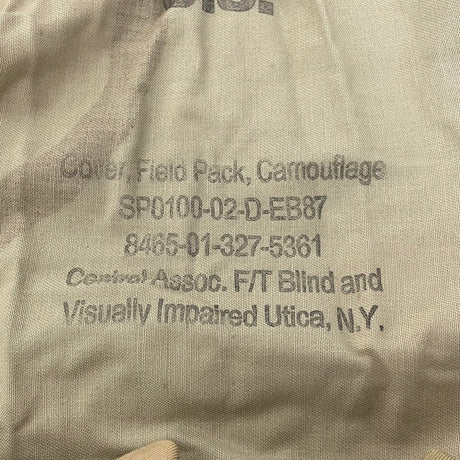 U.S.
Cover, Field Pack, Camouflage
SP0100-02-D-EB87
8465-01-327-5361
Central Assoc. F/T Blind and
Visually Impaired Utica, N.Y.